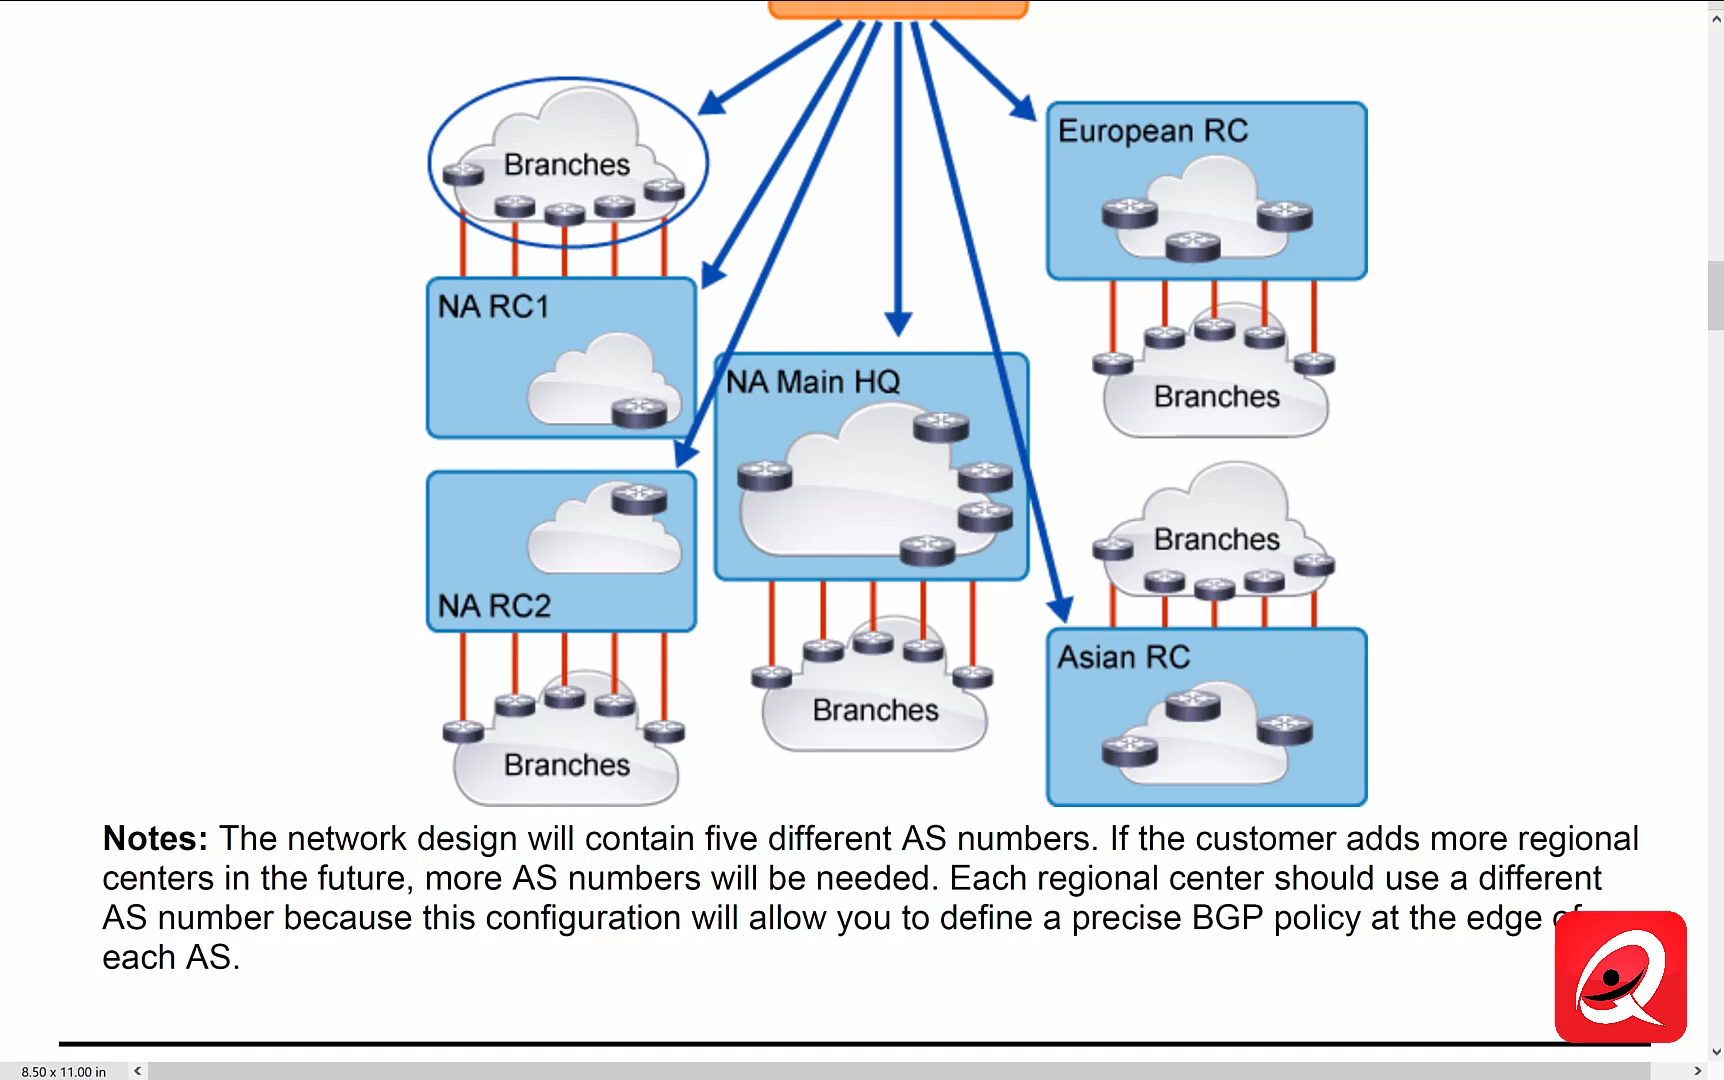 Branches
European RC
NA RC1
Branches
NA Main HQ
Branches
NA RC2
Asian RC
Branches
Branches
Notes: The network design will contain five different AS numbers. If the customer adds more regional
centers in the future, more AS numbers will be needed. Each regional center should use a different
AS number because this configuration will allow you to define a precise BGP policy at the edge of
each AS.
8.50 x 11.00 in